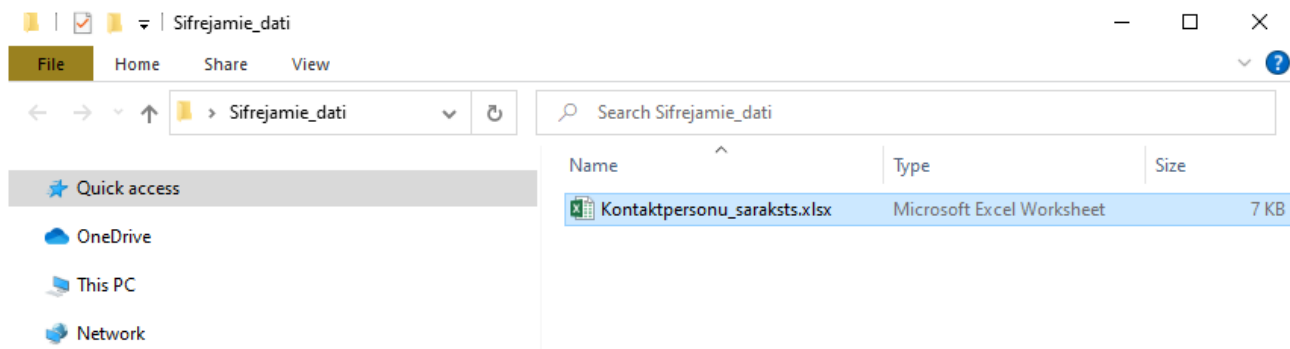 Sifrejamie_dati
File Home Share View
Sifrejamie_dati Search Sifrejamie_dati
Name Type Size
Quick access
Kontaktpersonu_saraksts.xlsx Microsoft Excel Worksheet 7 KB
OneDrive
This PC
Network